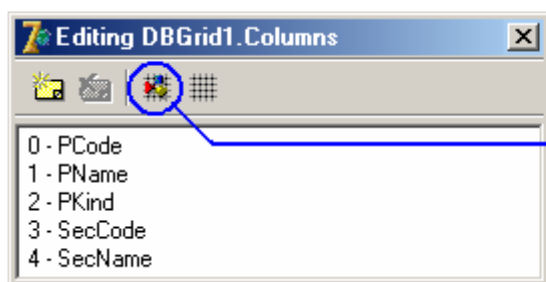 Editing DBGrid1.Columns
0 - PCode
1 - PName
2 - PKind
3 - SecCode
4 - SecName